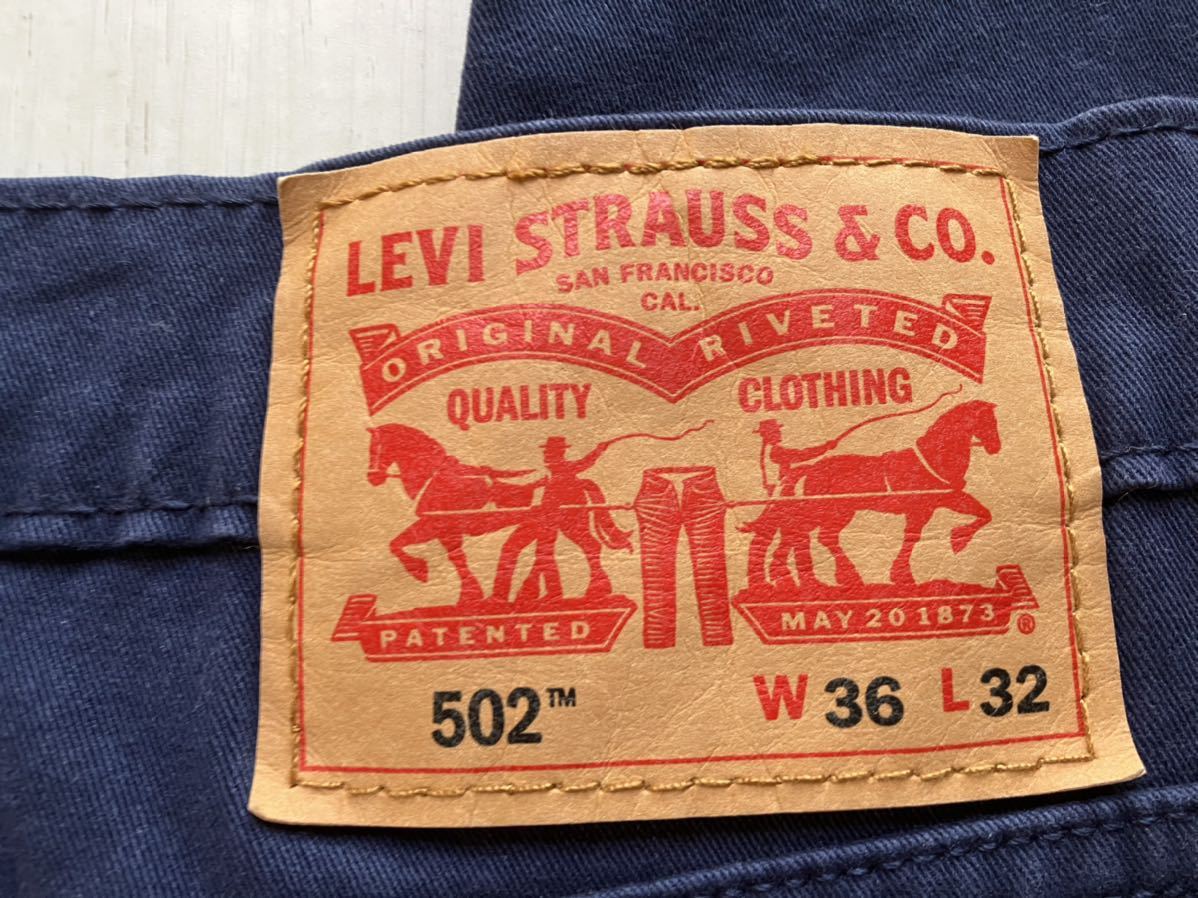 LEVI STRAUSS & CO.
SAN FRANCISCO
CAL.
ORIGINAL RIVETED
QUALITY CLOTHING
PATENTED
MAY 20 1873 ®
502™ W 36 L 32